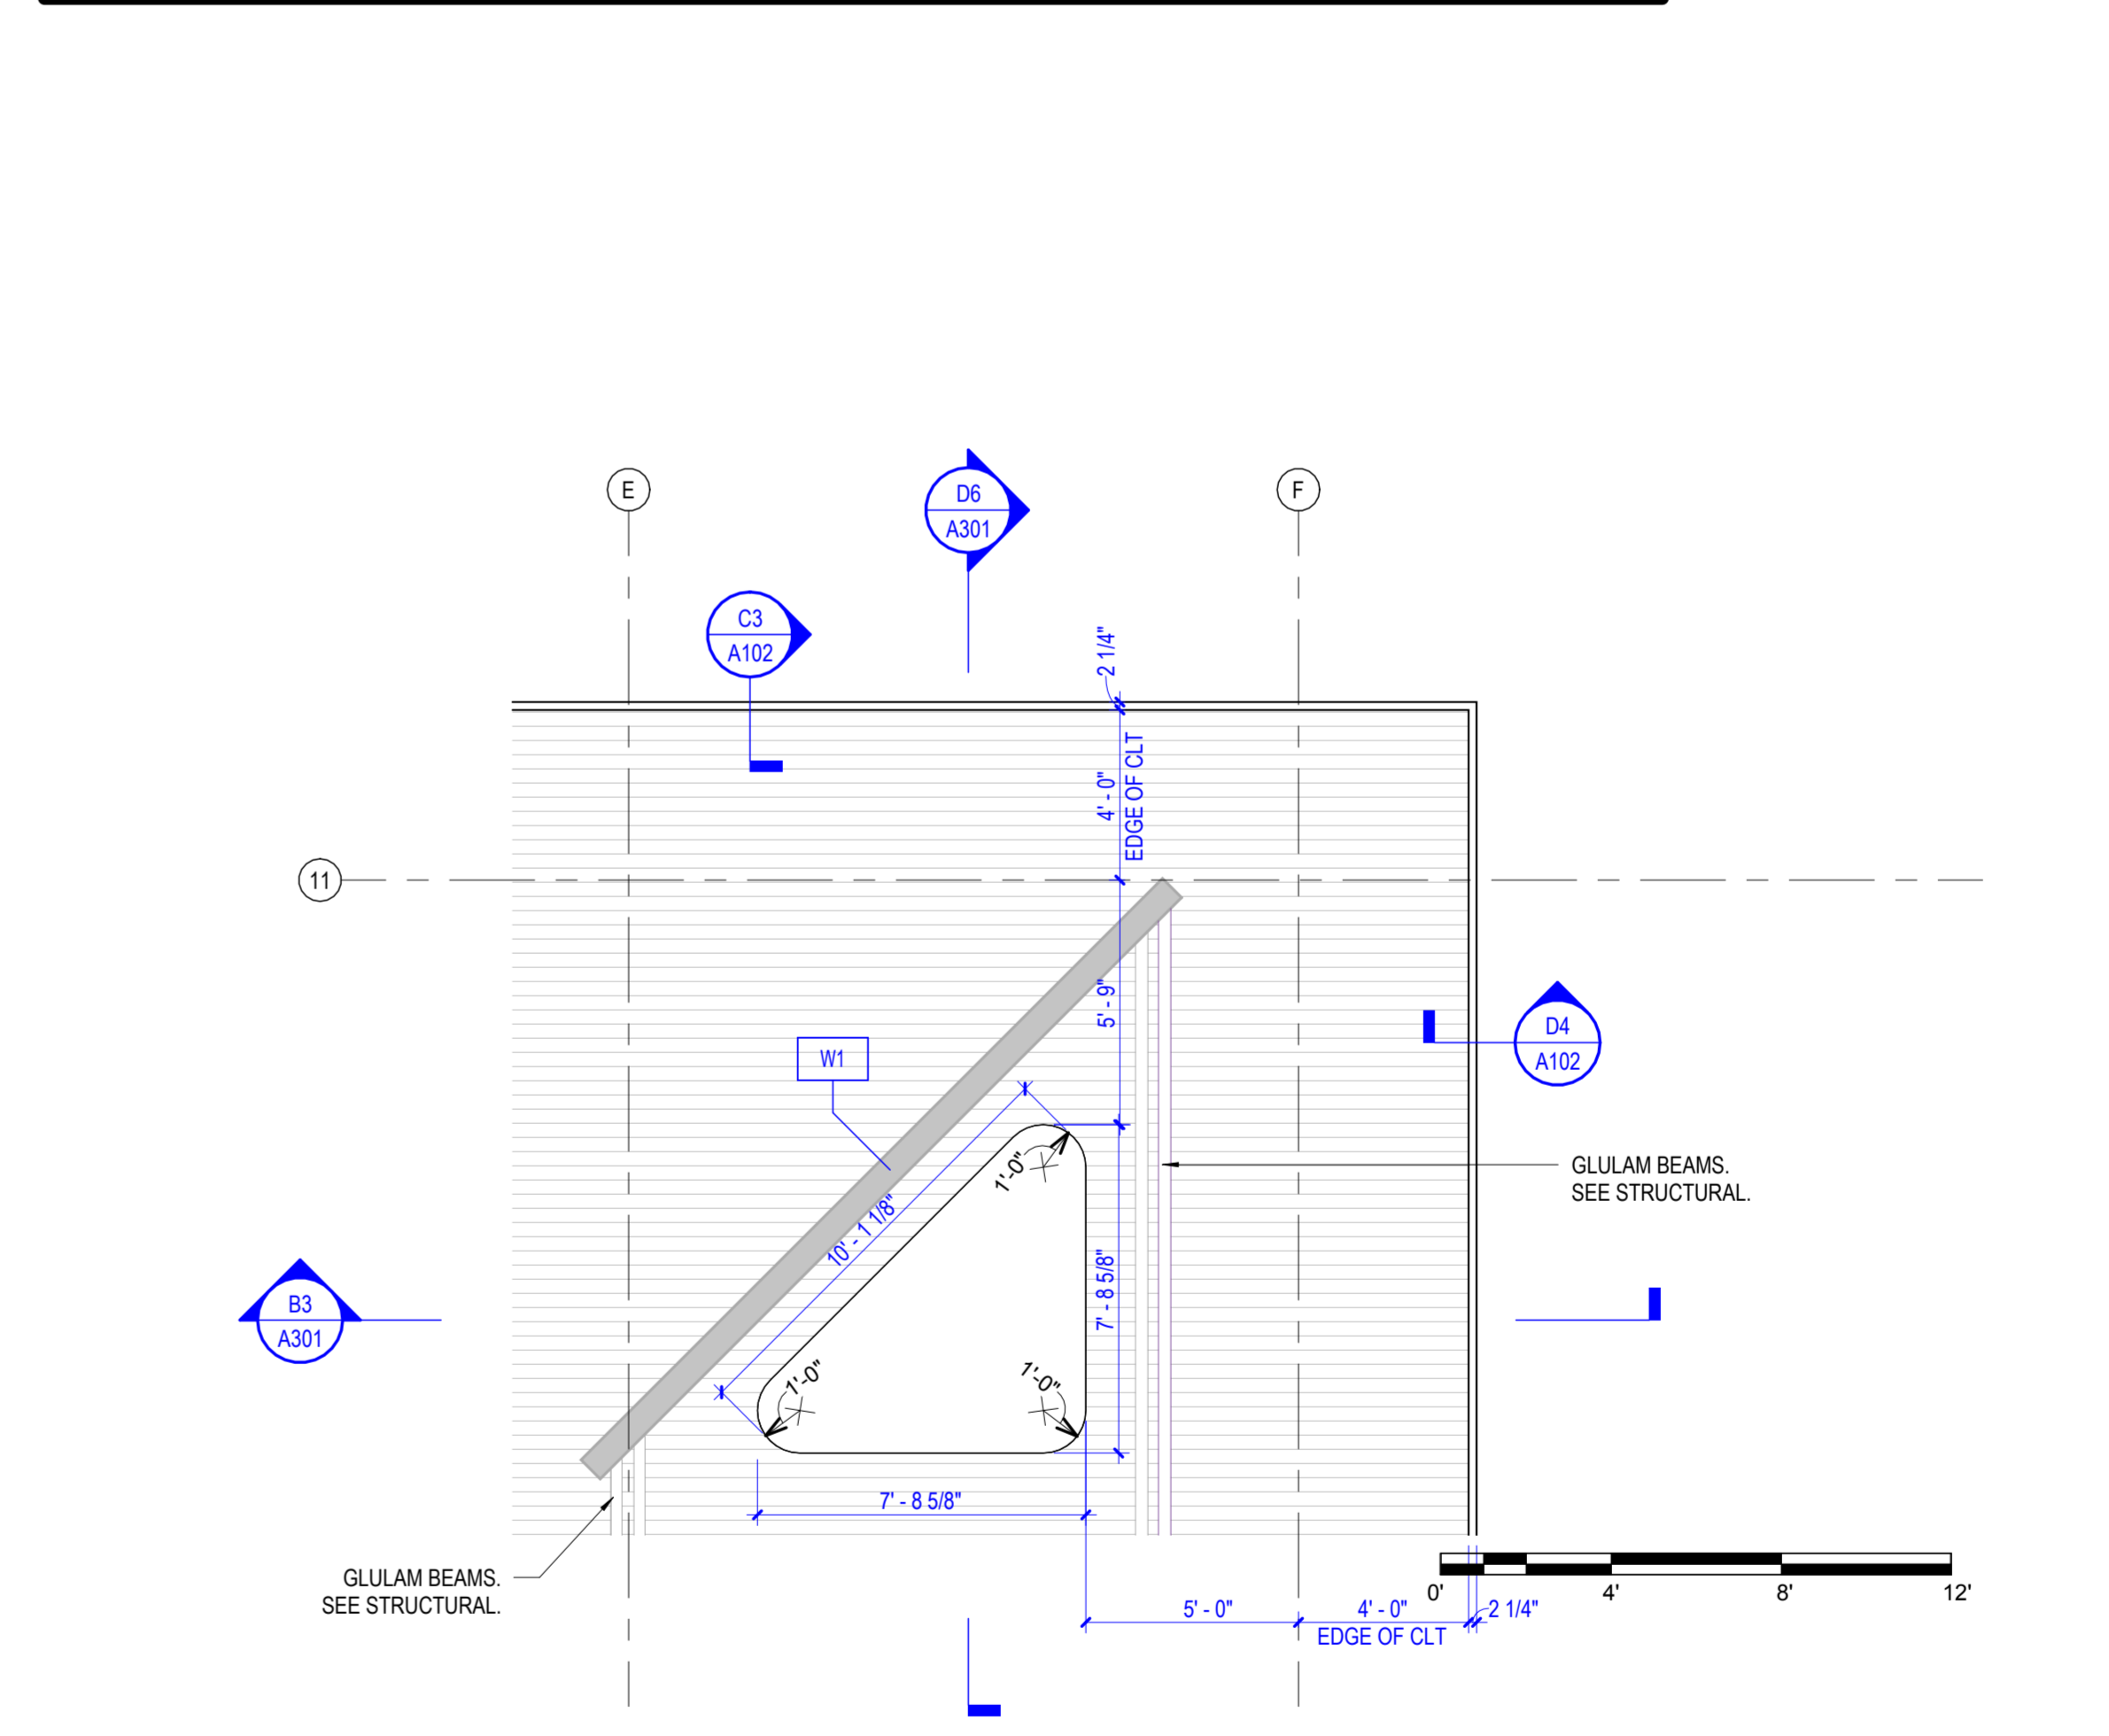 E
F
D6
A301
C3
A102
2 1/4"
4' - 0"
EDGE OF CLT
11
5' - 9"
D4
A102
W1
1'-0"
GLULAM BEAMS.
SEE STRUCTURAL.
10' - 1 1/8"
7' - 8 5/8"
B3
A301
1'-0"
1'-0"
7' - 8 5/8"
GLULAM BEAMS.
SEE STRUCTURAL.
0' 4' 8' 12'
5' - 0"
4' - 0"
2 1/4"
EDGE OF CLT